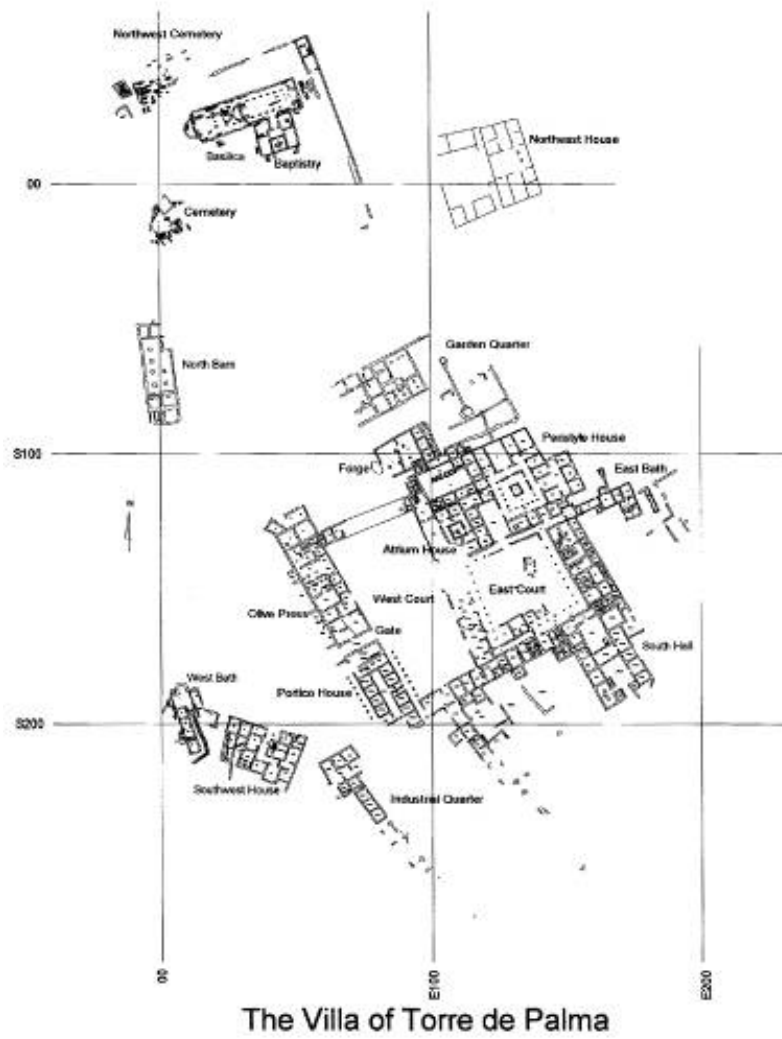 Northwest Cemetery
Northeast House
Basilica
Baptistry
00
Cemetery
Garden Quarter
North Barn
Peristyle House
S100
Forge
East Bath
N
Atrium House
West Court
East Court
Olive Press
Gate
South Hall
West Bath
Portico House
S200
Southwest House
Industrial Quarter
00
E100
E200
The Villa of Torre de Palma